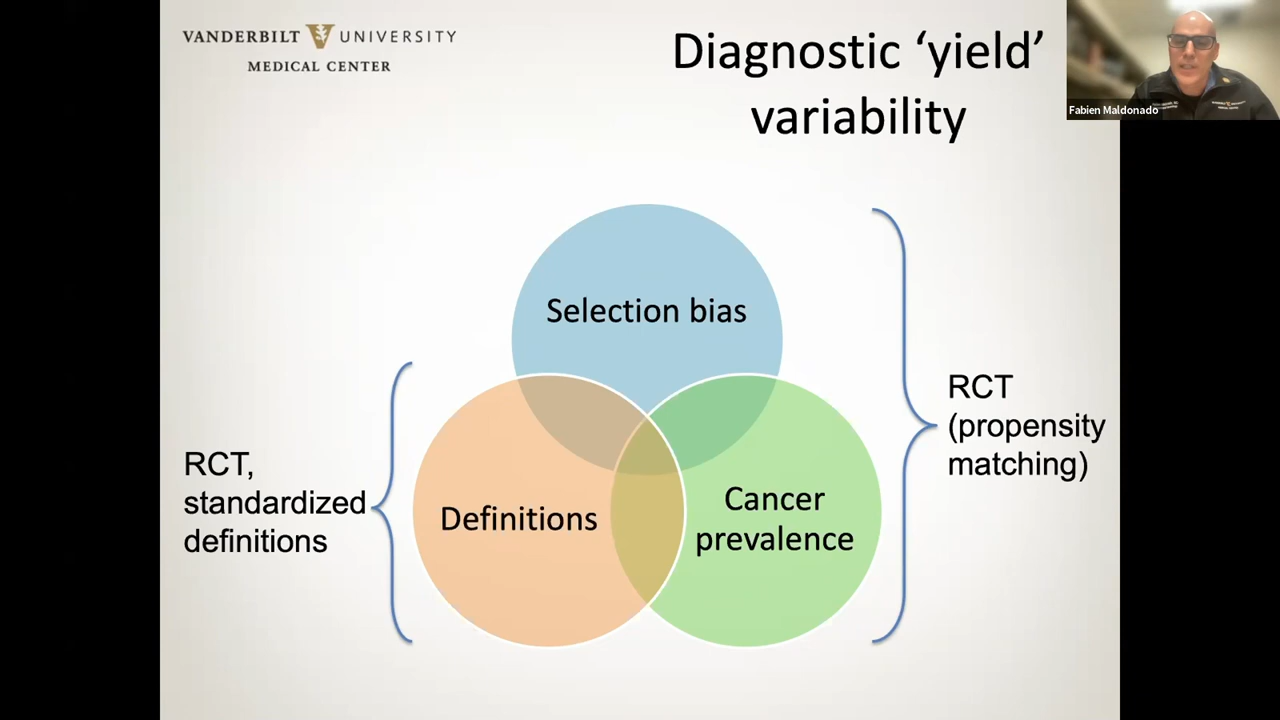 VANDERBILT UNIVERSITY
MEDICAL CENTER
Diagnostic ‘yield’
variability
Fabien Maldonado
Selection bias
RCT
(propensity
matching)
RCT,
standardized
definitions
Definitions
Cancer
prevalence